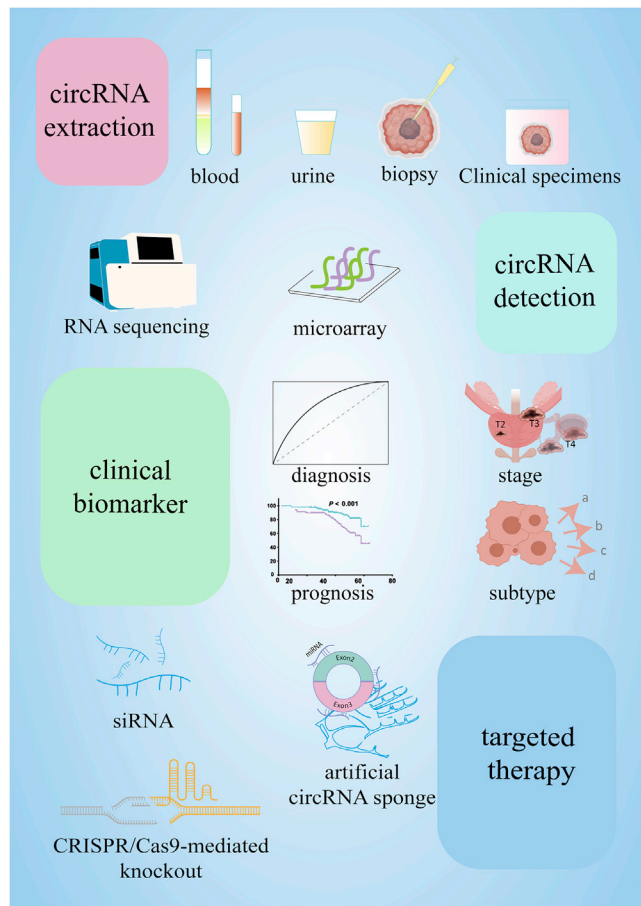 circRNA
extraction
blood
urine
biopsy
Clinical specimens
RNA sequencing
microarray
circRNA
detection
clinical
biomarker
diagnosis
T2
T3
T4
stage
P < 0.001
100
80
60
40
20
0
0 20 40 60 80
prognosis
a
b
c
d
subtype
siRNA
miRNA
Exon2
Exon3
artificial
circRNA sponge
targeted
therapy
CRISPR/Cas9-mediated
knockout